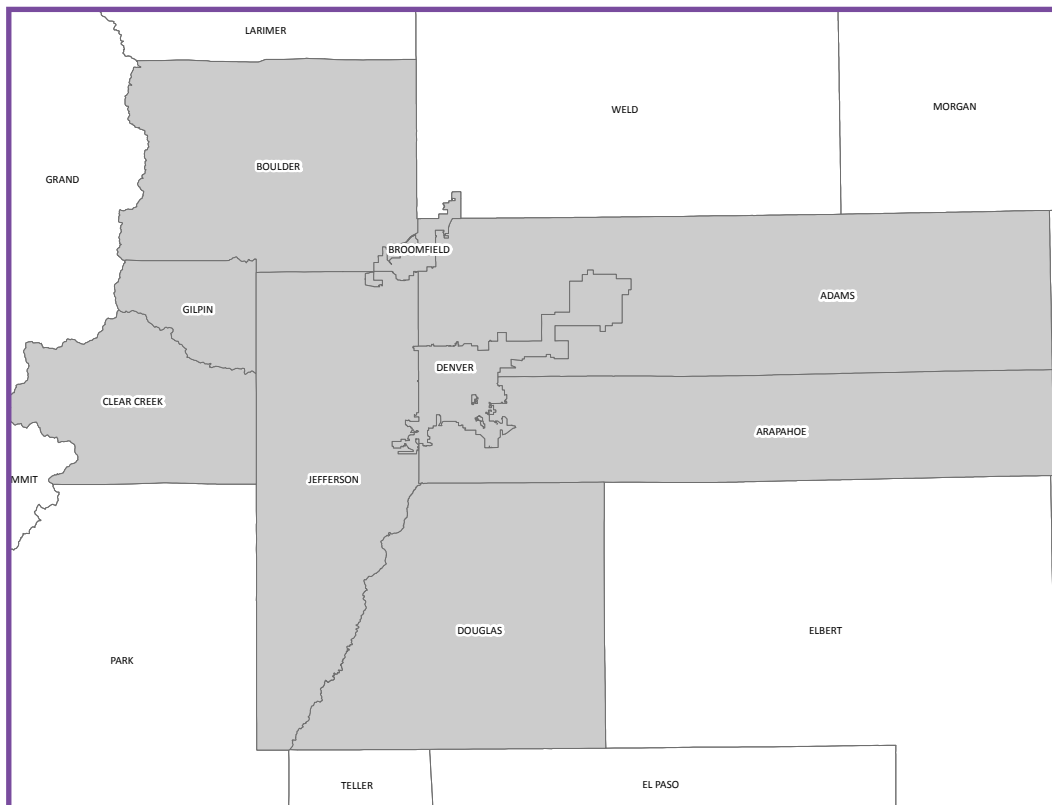 LARIMER
WELD
MORGAN
BOULDER
GRAND
BROOMFIELD
ADAMS
GILPIN
DENVER
CLEAR CREEK
ARAPAHOE
MMIT
JEFFERSON
DOUGLAS
ELBERT
PARK
TELLER
EL PASO